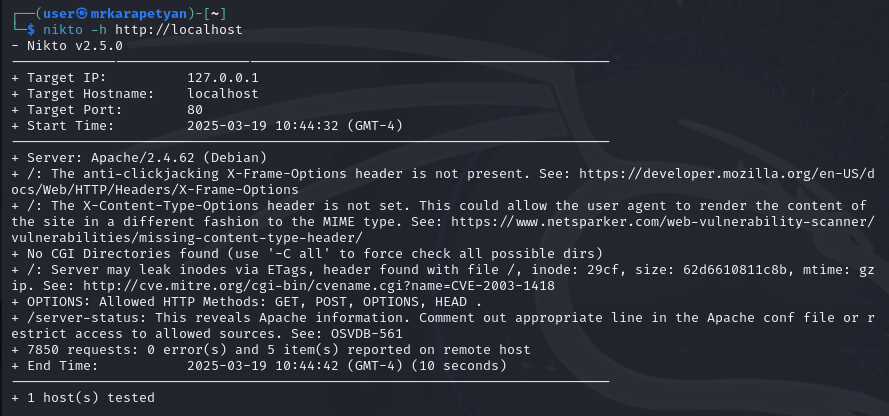 ┌──(user㉿mrkarapetyan)-[~]
└─$ nikto -h http://localhost
- Nikto v2.5.0
---------------------------------------------------------------------------
+ Target IP:          127.0.0.1
+ Target Hostname:    localhost
+ Target Port:        80
+ Start Time:         2025-03-19 10:44:32 (GMT-4)
---------------------------------------------------------------------------
+ Server: Apache/2.4.62 (Debian)
+ /: The anti-clickjacking X-Frame-Options header is not present. See: https://developer.mozilla.org/en-US/d
ocs/Web/HTTP/Headers/X-Frame-Options
+ /: The X-Content-Type-Options header is not set. This could allow the user agent to render the content of
the site in a different fashion to the MIME type. See: https://www.netsparker.com/web-vulnerability-scanner/
vulnerabilities/missing-content-type-header/
+ No CGI Directories found (use '-C all' to force check all possible dirs)
+ /: Server may leak inodes via ETags, header found with file /, inode: 29cf, size: 62d6610811c8b, mtime: gz
ip. See: http://cve.mitre.org/cgi-bin/cvename.cgi?name=CVE-2003-1418
+ OPTIONS: Allowed HTTP Methods: GET, POST, OPTIONS, HEAD .
+ /server-status: This reveals Apache information. Comment out appropriate line in the Apache conf file or r
estrict access to allowed sources. See: OSVDB-561
+ 7850 requests: 0 error(s) and 5 item(s) reported on remote host
+ End Time:           2025-03-19 10:44:42 (GMT-4) (10 seconds)
---------------------------------------------------------------------------
+ 1 host(s) tested